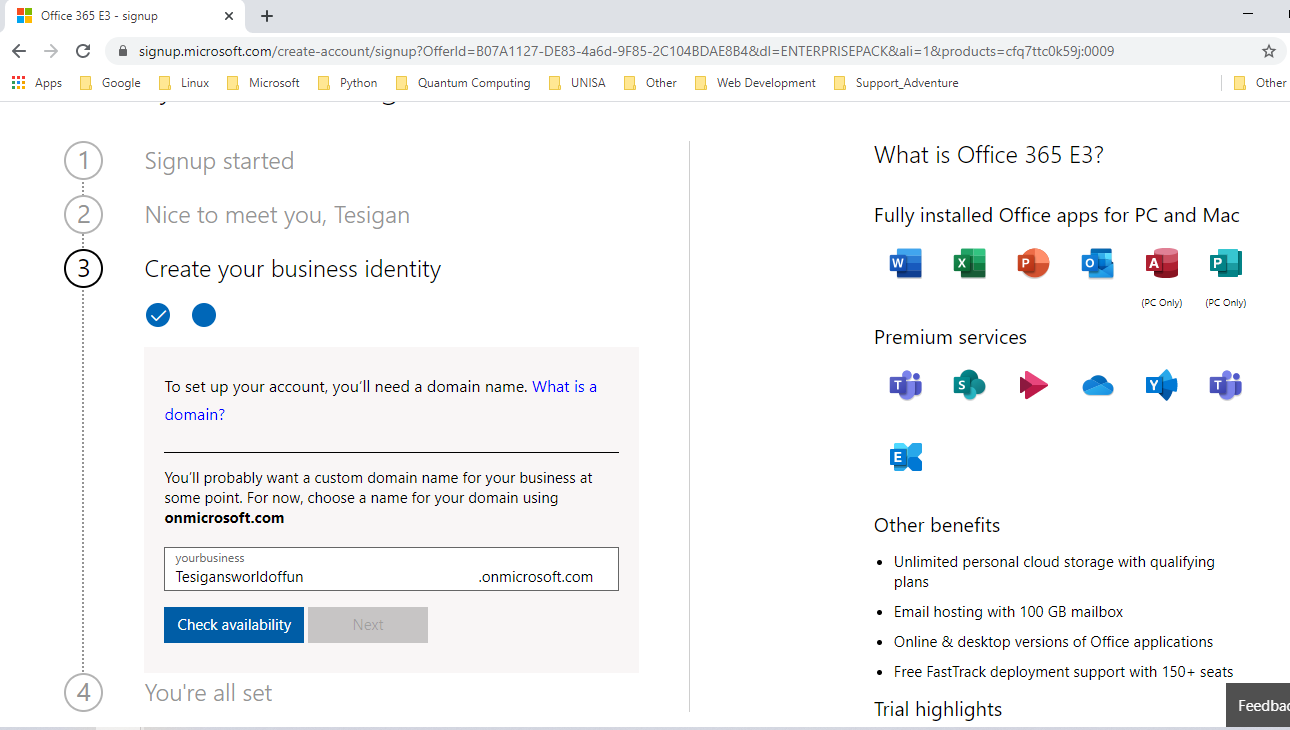 Office 365 E3 - signup
signup.microsoft.com/create-account/signup?OfferId=B07A1127-DE83-4a6d-9F85-2C104BDAE8B4&dl=ENTERPRISEPACK&ali=1&products=cfq7ttc0k59j:0009
Apps Google Linux Microsoft Python Quantum Computing UNISA Other Web Development Support_Adventure Other
1 Signup started
2 Nice to meet you, Tesigan
3 Create your business identity
To set up your account, you'll need a domain name. What is a
domain?
You'll probably want a custom domain name for your business at
some point. For now, choose a name for your domain using
onmicrosoft.com
yourbusiness
Tesigansworldoffun .onmicrosoft.com
Check availability Next
4 You're all set
What is Office 365 E3?
Fully installed Office apps for PC and Mac
W X P O A P
(PC Only) (PC Only)
Premium services
T S Y T
E
Other benefits
• Unlimited personal cloud storage with qualifying
plans
• Email hosting with 100 GB mailbox
• Online & desktop versions of Office applications
• Free FastTrack deployment support with 150+ seats
Trial highlights
Feedbac